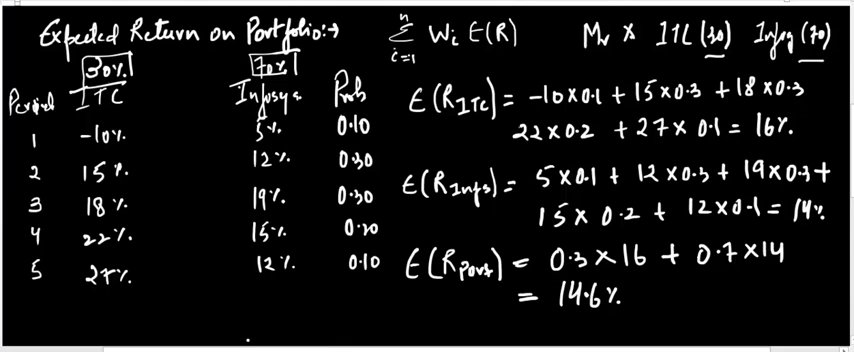 Expected Return on Portfolio:→ n Σ i=1 Wi E(R) Mr X ITC (30) Infosys (70)
30% 70%
Period ITC Infosys Prob
1 -10% 5% 0.10
2 15% 12% 0.30
3 18% 19% 0.30
4 22% 15% 0.20
5 27% 12% 0.10
E(R ITC) = -10 x 0.1 + 15 x 0.3 + 18 x 0.3
22 x 0.2 + 27 x 0.1 = 16%
E(R Infys) = 5 x 0.1 + 12 x 0.3 + 19 x 0.3 +
15 x 0.2 + 12 x 0.1 = 14%
E(R Port) = 0.3 x 16 + 0.7 x 14
= 14.6%